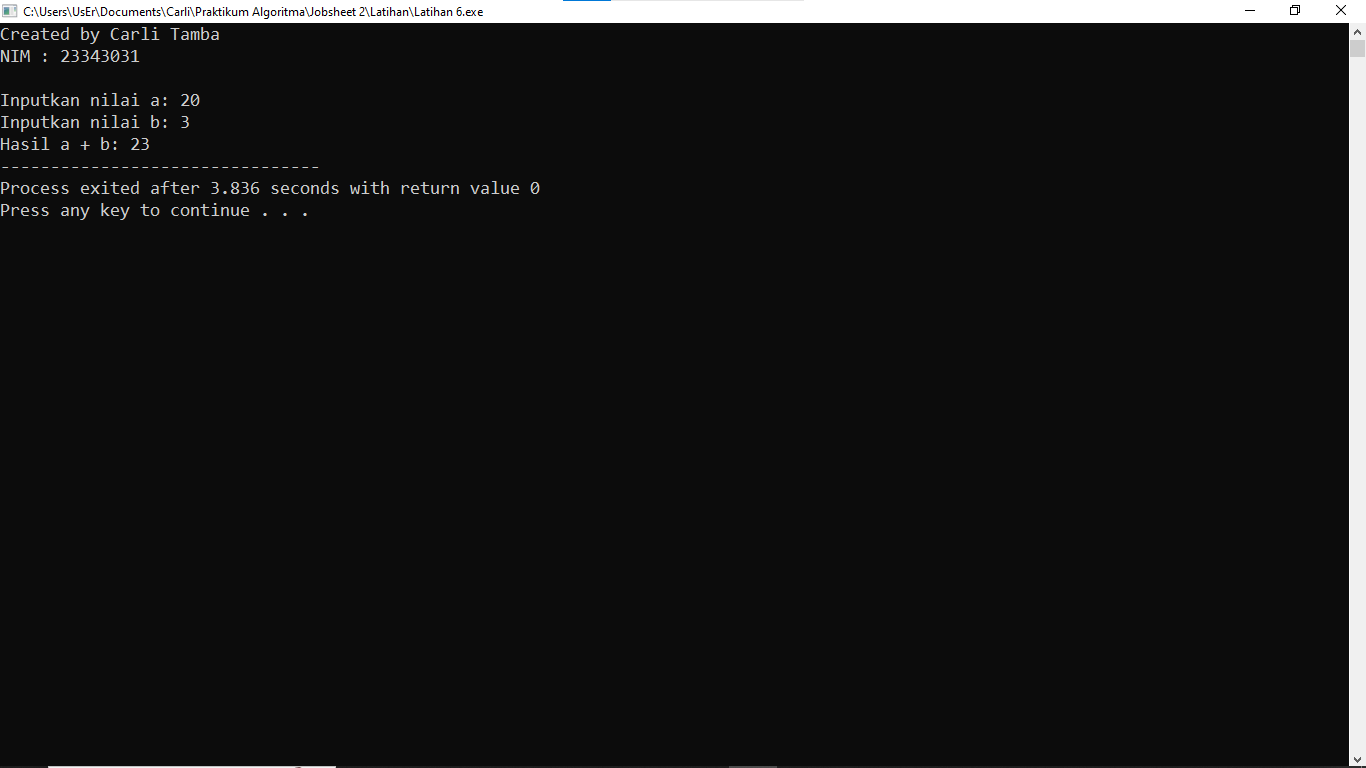 C:\Users\UsEr\Documents\Carli\Praktikum Algoritma\Jobsheet 2\Latihan\Latihan 6.exe
Created by Carli Tamba
NIM : 23343031
Inputkan nilai a: 20
Inputkan nilai b: 3
Hasil a + b: 23
--------------------------------
Process exited after 3.836 seconds with return value 0
Press any key to continue . . .